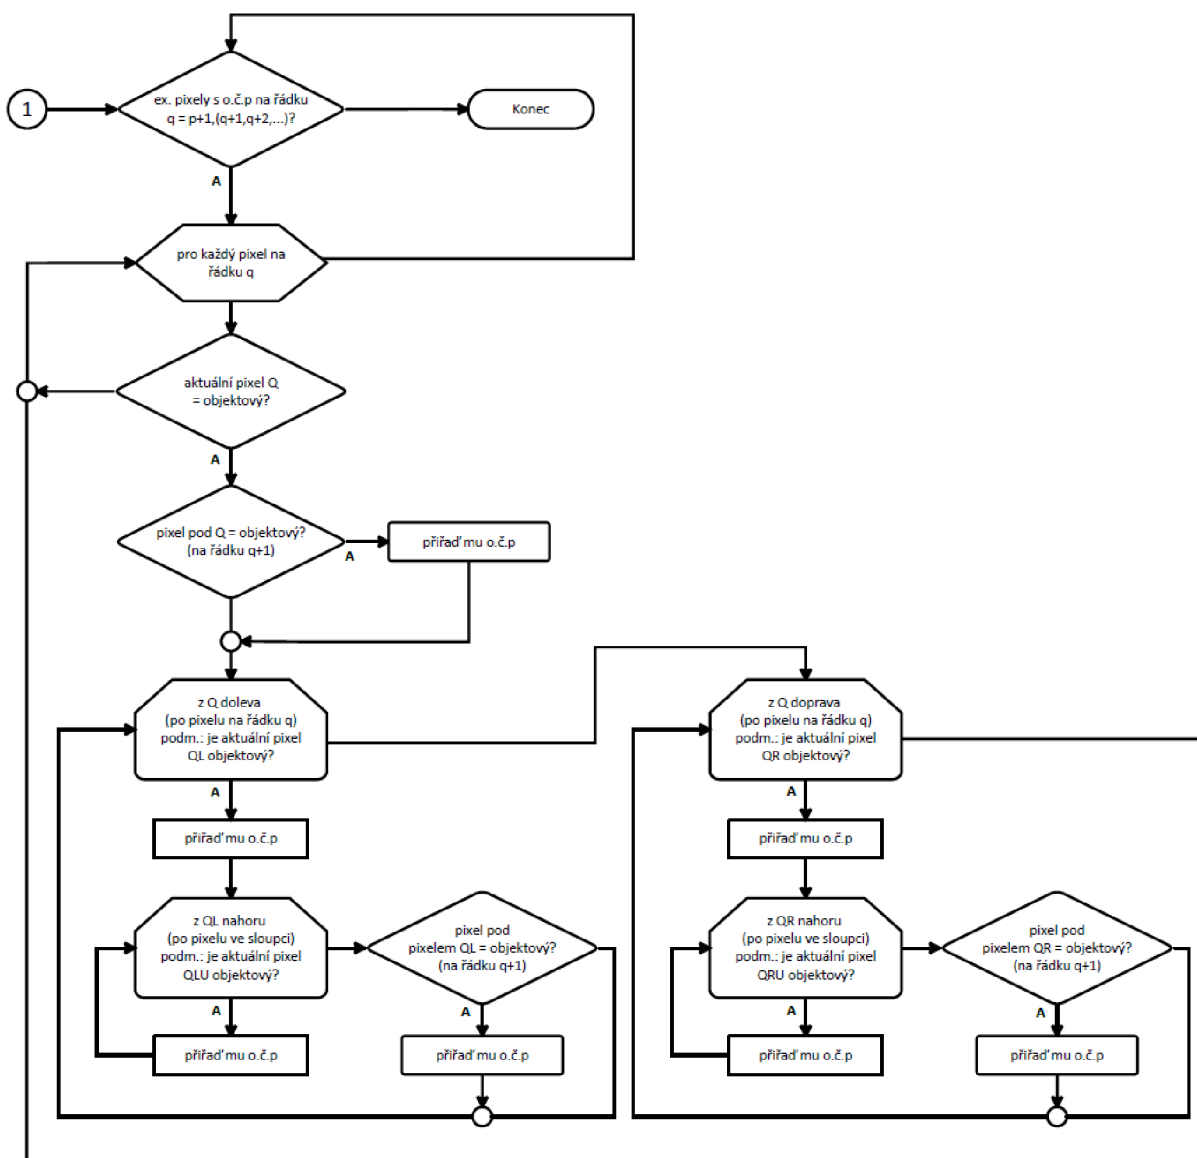 1
ex. pixely s o.č.p na řádku
q = p+1,(q+1,q+2,...)?
Konec
A
pro každý pixel na
řádku q
aktuální pixel Q
= objektový?
A
pixel pod Q = objektový?
(na řádku q+1)
A
přiřaď mu o.č.p
z Q doleva
(po pixelu na řádku q)
podm.: je aktuální pixel
QL objektový?
A
přiřaď mu o.č.p
z QL nahoru
(po pixelu ve sloupci)
podm.: je aktuální pixel
QLU objektový?
A
přiřaď mu o.č.p
pixel pod
pixelem QL = objektový?
(na řádku q+1)
A
přiřaď mu o.č.p
z Q doprava
(po pixelu na řádku q)
podm.: je aktuální pixel
QR objektový?
A
přiřaď mu o.č.p
z QR nahoru
(po pixelu ve sloupci)
podm.: je aktuální pixel
QRU objektový?
A
přiřaď mu o.č.p
pixel pod
pixelem QR = objektový?
(na řádku q+1)
A
přiřaď mu o.č.p